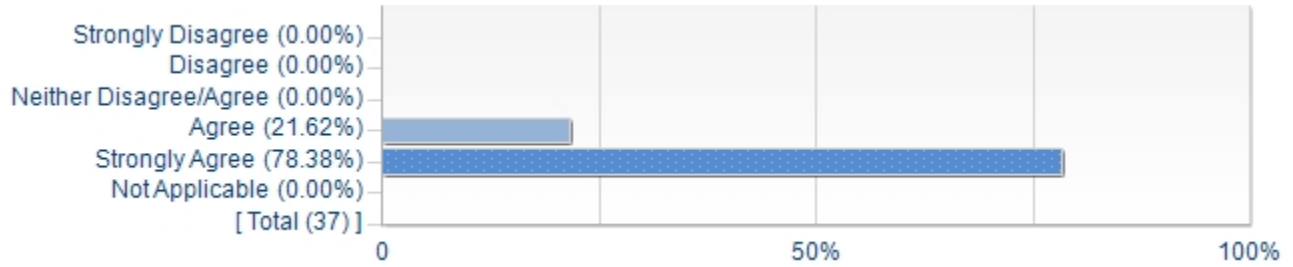 Strongly Disagree (0.00%)
Disagree (0.00%)
Neither Disagree/Agree (0.00%)
Agree (21.62%)
Strongly Agree (78.38%)
Not Applicable (0.00%)
[ Total (37) ]
0 50% 100%